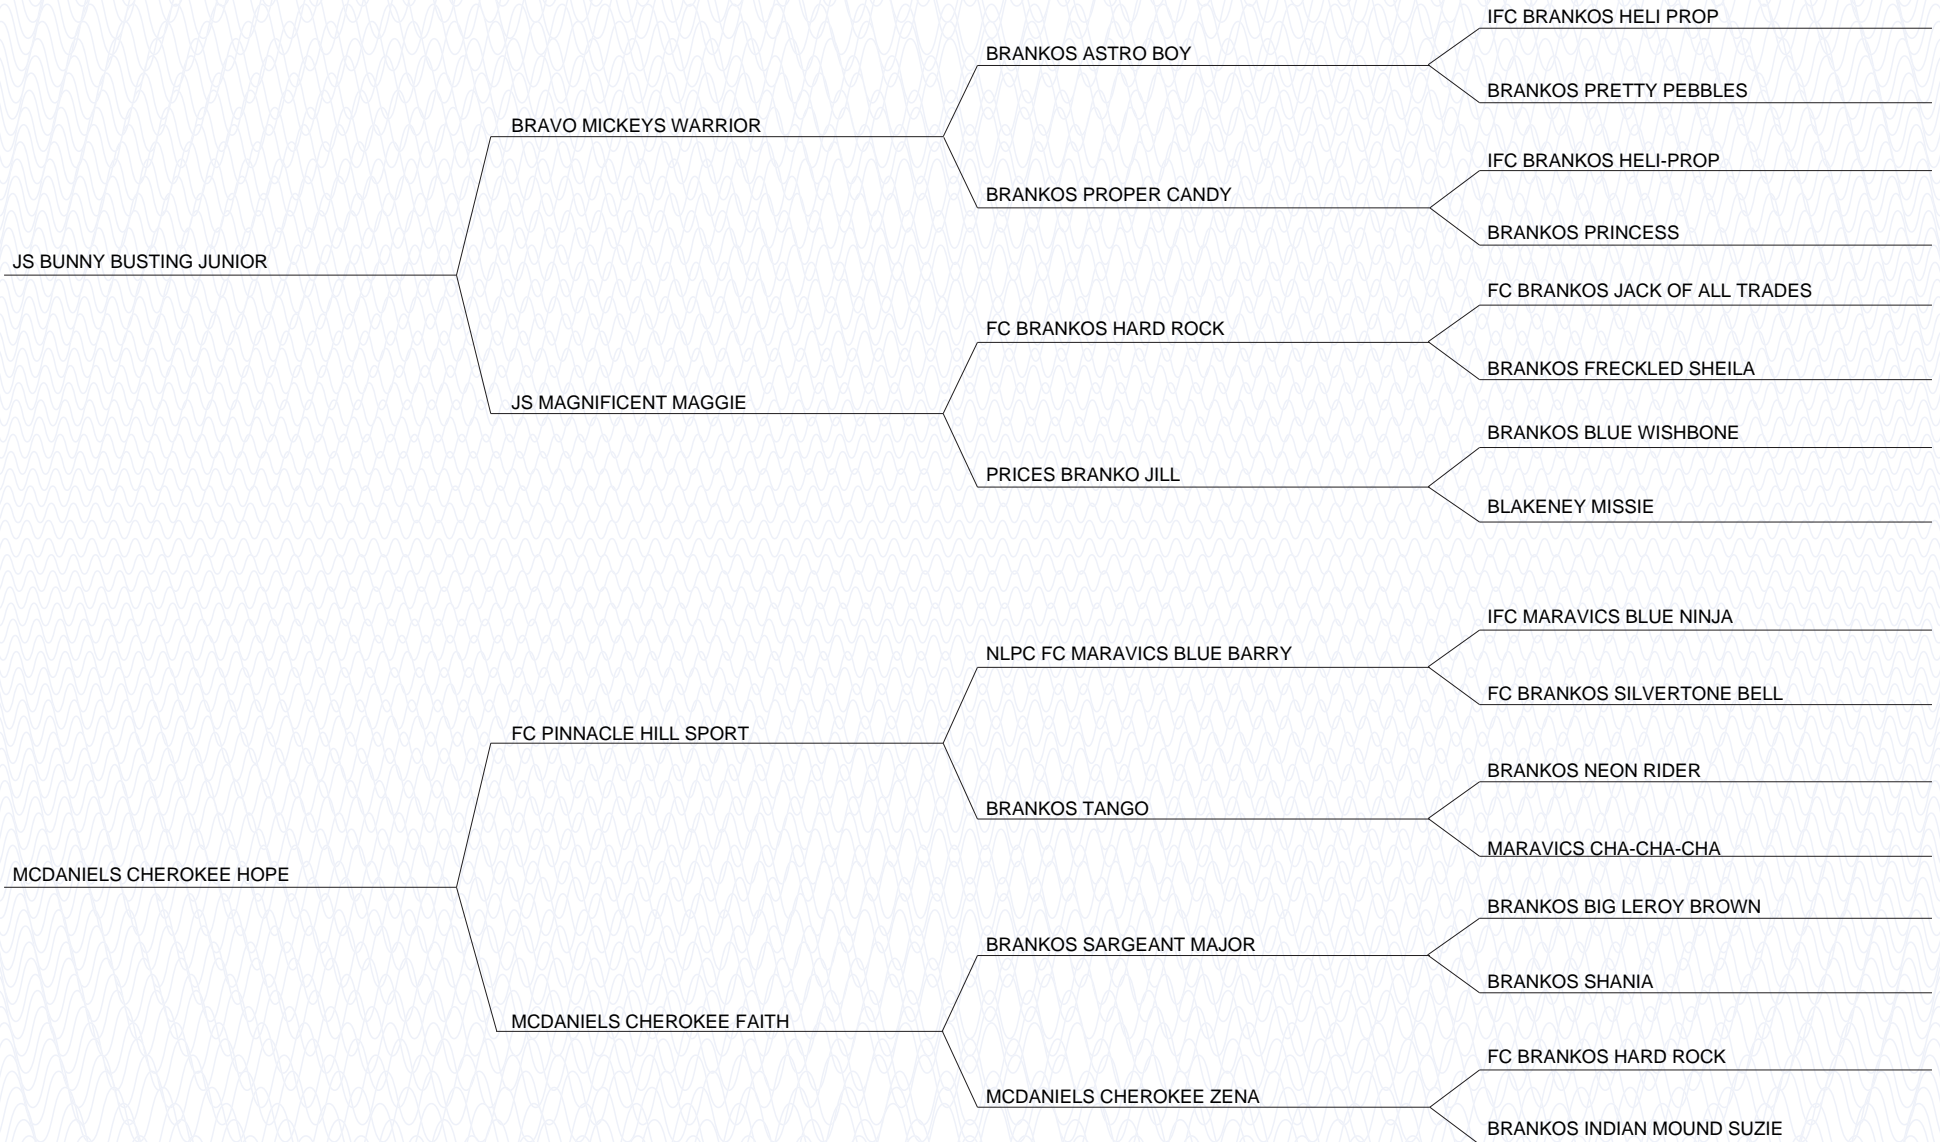 IFC BRANKOS HELI PROP
BRANKOS ASTRO BOY
BRANKOS PRETTY PEBBLES
BRAVO MICKEYS WARRIOR
IFC BRANKOS HELI-PROP
BRANKOS PROPER CANDY
BRANKOS PRINCESS
JS BUNNY BUSTING JUNIOR
FC BRANKOS JACK OF ALL TRADES
FC BRANKOS HARD ROCK
BRANKOS FRECKLED SHEILA
JS MAGNIFICENT MAGGIE
BRANKOS BLUE WISHBONE
PRICES BRANKO JILL
BLAKENEY MISSIE
IFC MARAVICS BLUE NINJA
NLPC FC MARAVICS BLUE BARRY
FC BRANKOS SILVERTONE BELL
FC PINNACLE HILL SPORT
BRANKOS NEON RIDER
BRANKOS TANGO
MARAVICS CHA-CHA-CHA
MCDANIELS CHEROKEE HOPE
BRANKOS BIG LEROY BROWN
BRANKOS SARGEANT MAJOR
BRANKOS SHANIA
MCDANIELS CHEROKEE FAITH
FC BRANKOS HARD ROCK
MCDANIELS CHEROKEE ZENA
BRANKOS INDIAN MOUND SUZIE